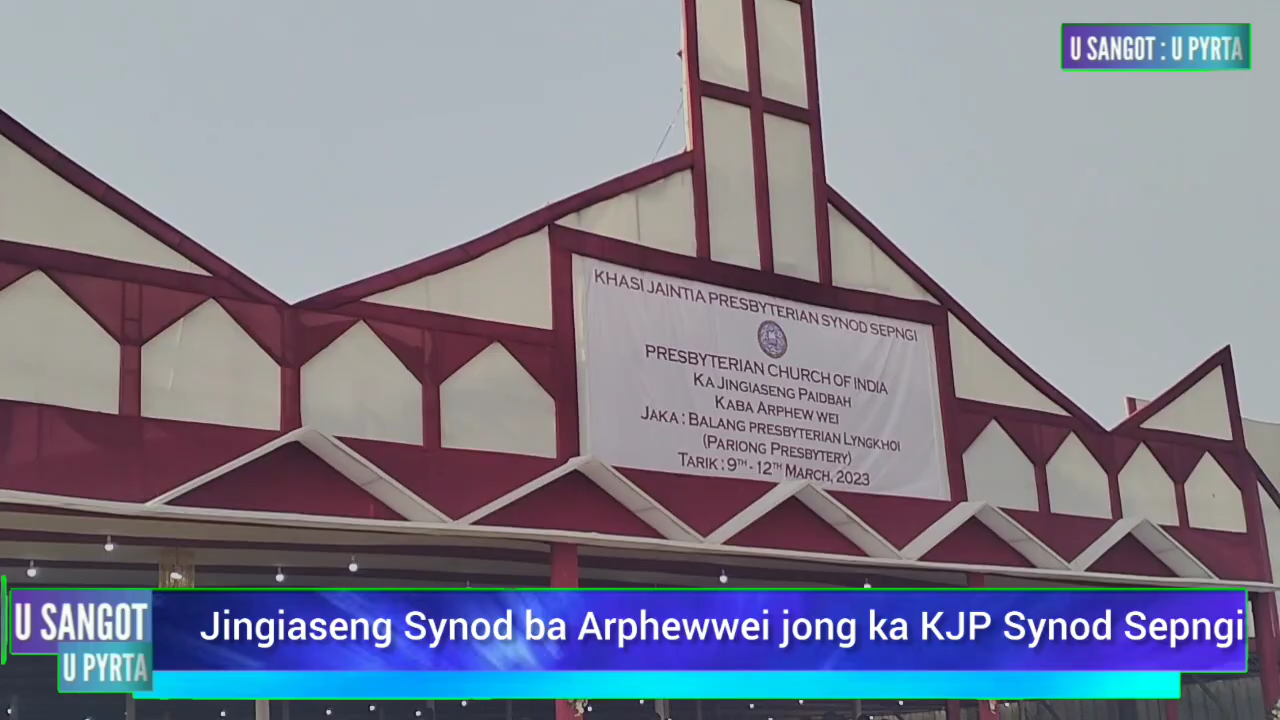 U SANGOT : U PYRTA
KHASI JAINTIA PRESBYTERIAN SYNOD SEPNGI
PRESBYTERIAN CHURCH OF INDIA
KA JINGIASENG PAIDBAH
KABA ARPHEW WEI
JAKA : BALANG PRESBYTERIAN LYNGKHOI
(PARIONG PRESBYTERY)
TARIK : 9TH - 12TH MARCH, 2023
U SANGOT
U PYRTA
Jingiaseng Synod ba Arphewwei jong ka KJP Synod Sepngi